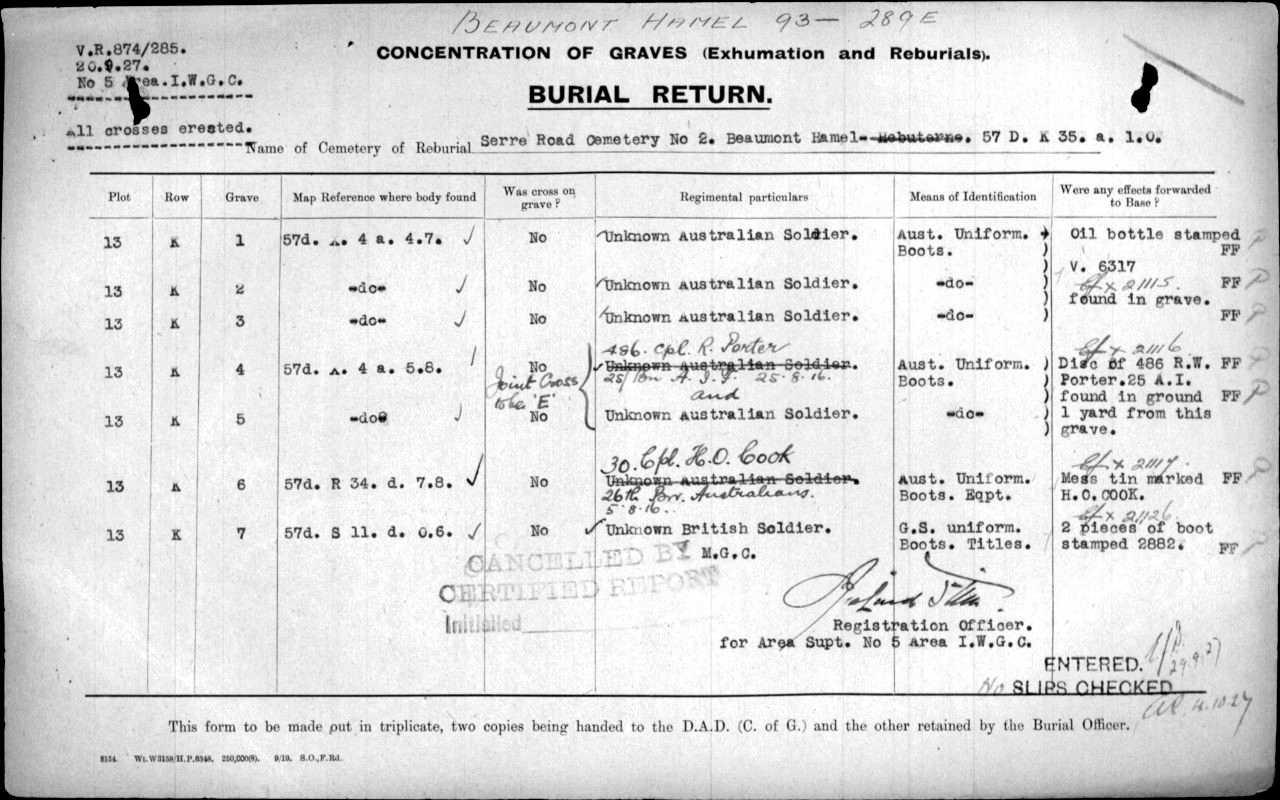 BEAUMONT HAMEL 93 — 289E
V.R.874/285.
20.9.27.
No 5 Area.I.W.G.C.
All crosses erected.
CONCENTRATION OF GRAVES (Exhumation and Reburials).
BURIAL RETURN.
Name of Cemetery of Reburial Serre Road Cemetery No 2. Beaumont Hamel- Hebuterne. 57 D. K 35. a. 1.0.
Plot Row Grave Map Reference where body found Was cross on grave? Regimental particulars Means of Identification Were any effects forwarded to Base?
13 K 1 57d. 4 a. 4.7. ✓ No ✓Unknown Australian Soldier. Aust. Uniform. Boots. ) Oil bottle stamped FF
V. 6317
13 K 2 -do- ✓ No Unknown Australian Soldier. -do- ) Ef x 21115. FF
found in grave.
13 K 3 -do- ✓ No Unknown Australian Soldier. -do- ) FF
486. Cpl. R. Porter
Ef x 21116
13 K 4 57d. 4 a. 5.8. No ✓Unknown Australian Soldier. Aust. Uniform. Boots. ) Disc of 486 R.W. FF
25/Bn A.I.F. 25.8.16. Porter.25 A.I.
Joint Cross to be 'E' and found in ground FF
13 K 5 -do- ✓ No Unknown Australian Soldier. -do- ) 1 yard from this
grave.
30. Cpl. H.O. Cook
Ef x 21117
13 K 6 57d. R 34. d. 7.8. ✓ No Unknown Australian Soldier. Aust. Uniform. Boots. Eqpt. Mess tin marked FF
26th Bn. Australians. H.O.COOK.
5.8.16.
Ef x 21126
13 K 7 57d. S 11. d. 0.6. ✓ No ✓ Unknown British Soldier. G.S. uniform. 2 pieces of boot
M.G.C. Boots. Titles. stamped 2882. FF
CANCELLED BY
CERTIFIED REPORT
Initialled
Registration Officer.
for Area Supt. No 5 Area I.W.G.C.
ENTERED. 29.9.27
No SLIPS CHECKED
4.10.27
This form to be made out in triplicate, two copies being handed to the D.A.D. (C. of G.) and the other retained by the Burial Officer.
8154. Wt.W3159/H.P.6348. 250,000(8). 9/19. S.O.,F.Rd.